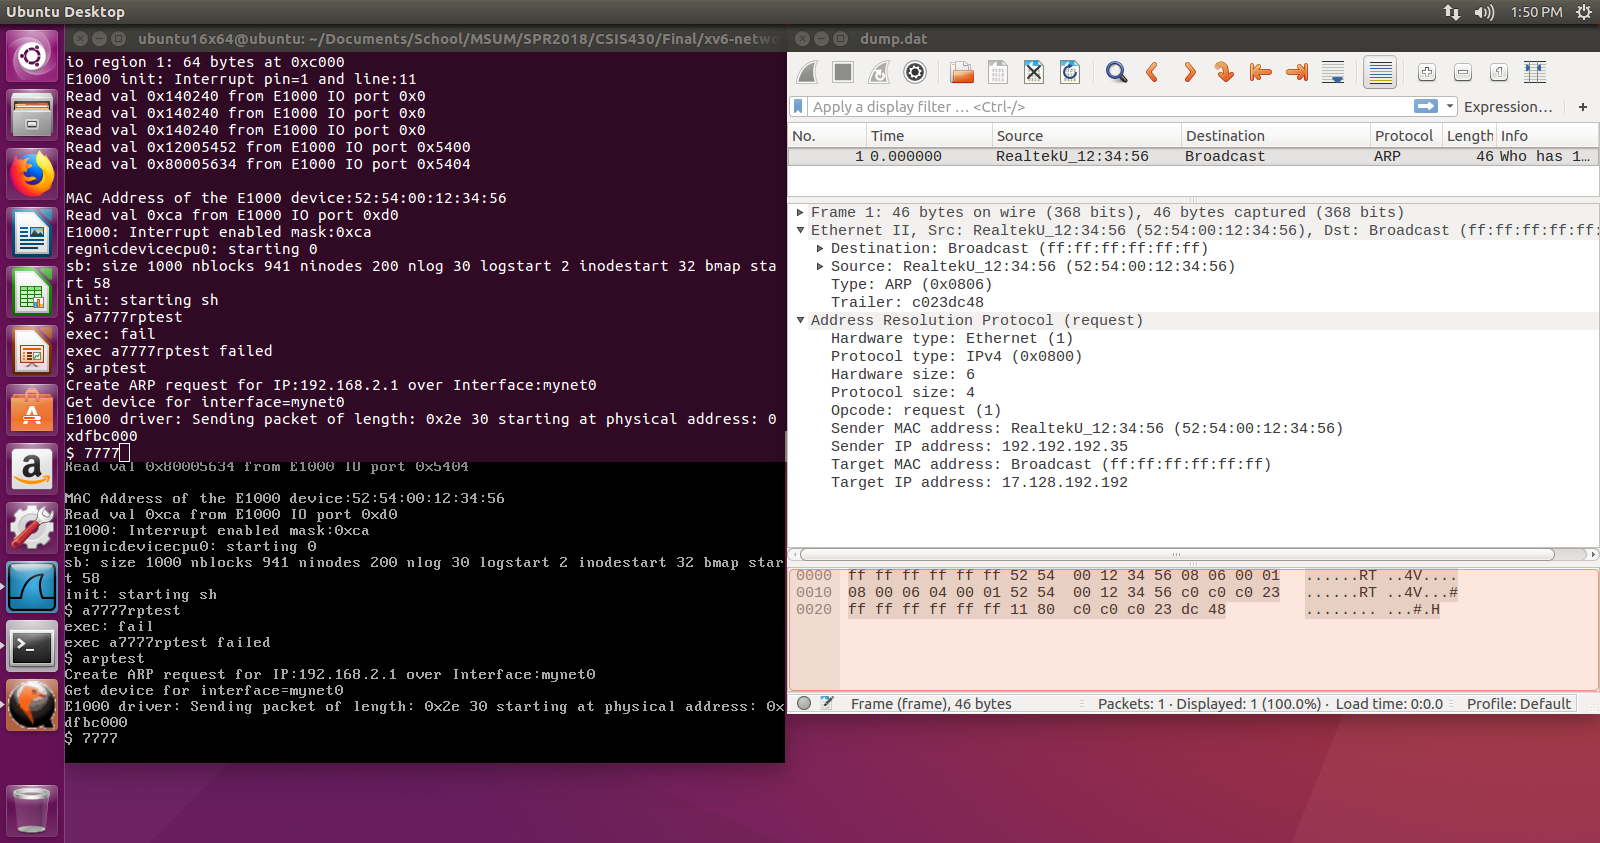 Ubuntu Desktop
1:50 PM
ubuntu16x64@ubuntu: ~/Documents/School/MSUM/SPR2018/CSIS430/Final/xv6-netw
io region 1: 64 bytes at 0xc000
E1000 init: Interrupt pin=1 and line:11
Read val 0x140240 from E1000 IO port 0x0
Read val 0x140240 from E1000 IO port 0x0
Read val 0x140240 from E1000 IO port 0x0
Read val 0x12005452 from E1000 IO port 0x5400
Read val 0x80005634 from E1000 IO port 0x5404
MAC Address of the E1000 device:52:54:00:12:34:56
Read val 0xca from E1000 IO port 0xd0
E1000: Interrupt enabled mask:0xca
regnicdevicecpu0: starting 0
sb: size 1000 nblocks 941 ninodes 200 nlog 30 logstart 2 inodestart 32 bmap sta
rt 58
init: starting sh
$ a7777rptest
exec: fail
exec a7777rptest failed
$ arptest
Create ARP request for IP:192.168.2.1 over Interface:mynet0
Get device for interface=mynet0
E1000 driver: Sending packet of length: 0x2e 30 starting at physical address: 0
xdfbc000
$ 7777
Read val 0x80005634 from E1000 IO port 0x5404
MAC Address of the E1000 device:52:54:00:12:34:56
Read val 0xca from E1000 IO port 0xd0
E1000: Interrupt enabled mask:0xca
regnicdevicecpu0: starting 0
sb: size 1000 nblocks 941 ninodes 200 nlog 30 logstart 2 inodestart 32 bmap star
t 58
init: starting sh
$ a7777rptest
exec: fail
exec a7777rptest failed
$ arptest
Create ARP request for IP:192.168.2.1 over Interface:mynet0
Get device for interface=mynet0
E1000 driver: Sending packet of length: 0x2e 30 starting at physical address: 0x
dfbc000
$ 7777
dump.dat
Apply a display filter ... <Ctrl-/>
Expression…
+
No. Time Source Destination Protocol Length Info
1 0.000000 RealtekU_12:34:56 Broadcast ARP 46 Who has 1…
Frame 1: 46 bytes on wire (368 bits), 46 bytes captured (368 bits)
Ethernet II, Src: RealtekU_12:34:56 (52:54:00:12:34:56), Dst: Broadcast (ff:ff:ff:ff:ff:
Destination: Broadcast (ff:ff:ff:ff:ff:ff)
Source: RealtekU_12:34:56 (52:54:00:12:34:56)
Type: ARP (0x0806)
Trailer: c023dc48
Address Resolution Protocol (request)
Hardware type: Ethernet (1)
Protocol type: IPv4 (0x0800)
Hardware size: 6
Protocol size: 4
Opcode: request (1)
Sender MAC address: RealtekU_12:34:56 (52:54:00:12:34:56)
Sender IP address: 192.192.192.35
Target MAC address: Broadcast (ff:ff:ff:ff:ff:ff)
Target IP address: 17.128.192.192
0000 ff ff ff ff ff ff 52 54 00 12 34 56 08 06 00 01 ......RT ..4V....
0010 08 00 06 04 00 01 52 54 00 12 34 56 c0 c0 c0 23 ......RT ..4V...#
0020 ff ff ff ff ff ff 11 80 c0 c0 c0 23 dc 48 ........ ...#.H
Frame (frame), 46 bytes
Packets: 1 · Displayed: 1 (100.0%) · Load time: 0:0.0
Profile: Default